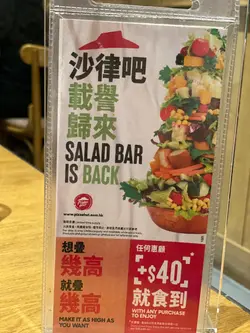 沙律吧
載譽
歸來
SALAD BAR
IS BACK
www.pizzahut.com.hk
想疊
幾高
就疊
幾高
MAKE IT AS HIGH AS
YOU WANT
任何惠顧
+$40
就食到
WITH ANY PURCHASE
TO ENJOY